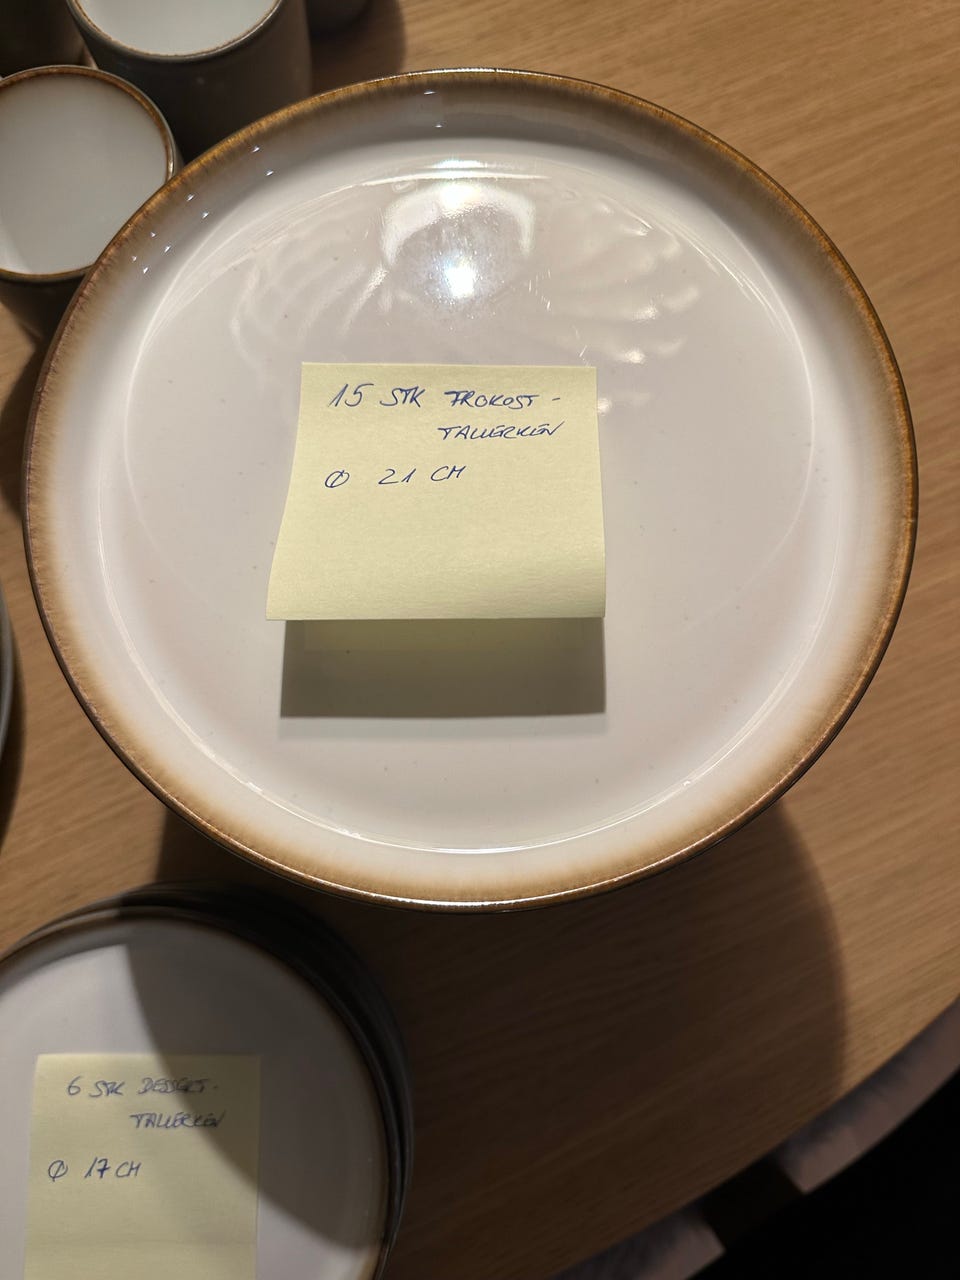 15 STK FROKOST-
TALLERKEN
Ø 21 CM
6 STK DESSERT-
TALLERKEN
Ø 17 CM